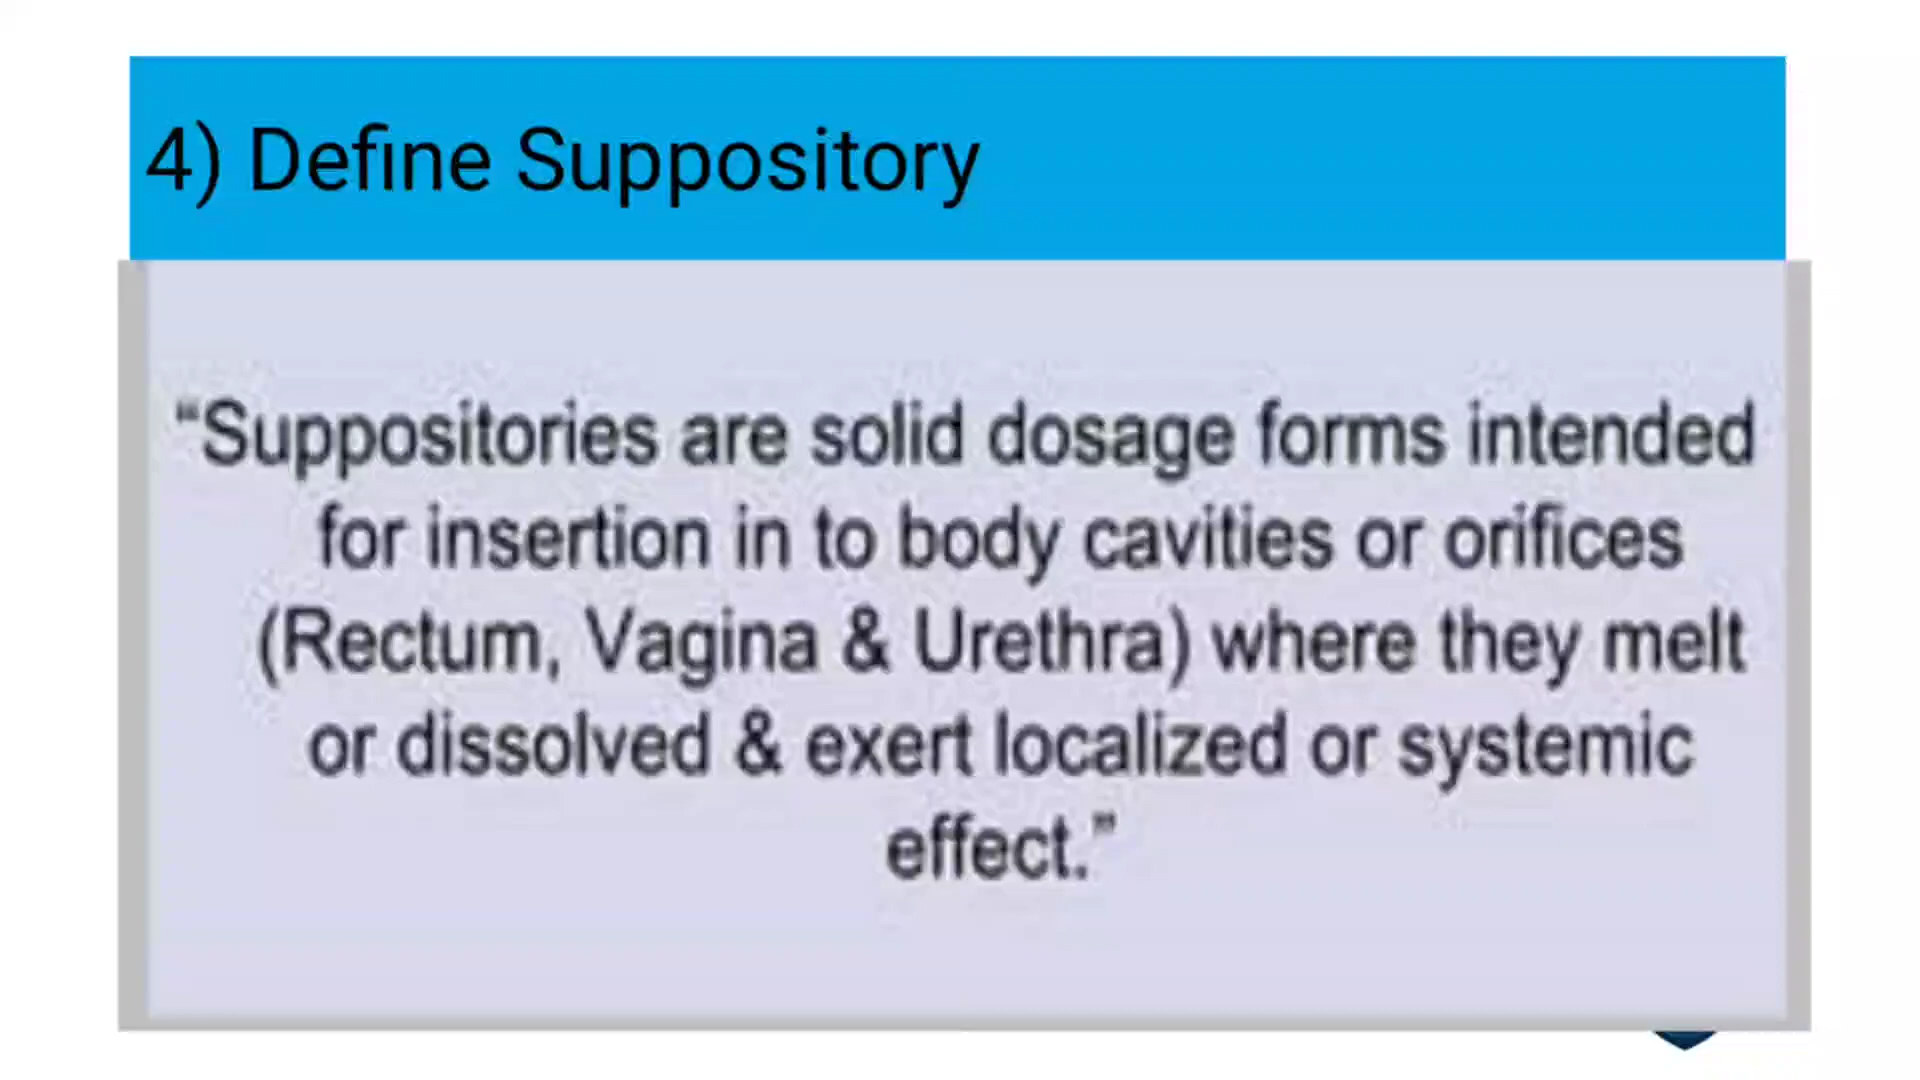 4) Define Suppository
“Suppositories are solid dosage forms intended
for insertion in to body cavities or orifices
(Rectum, Vagina & Urethra) where they melt
or dissolved & exert localized or systemic
effect.”